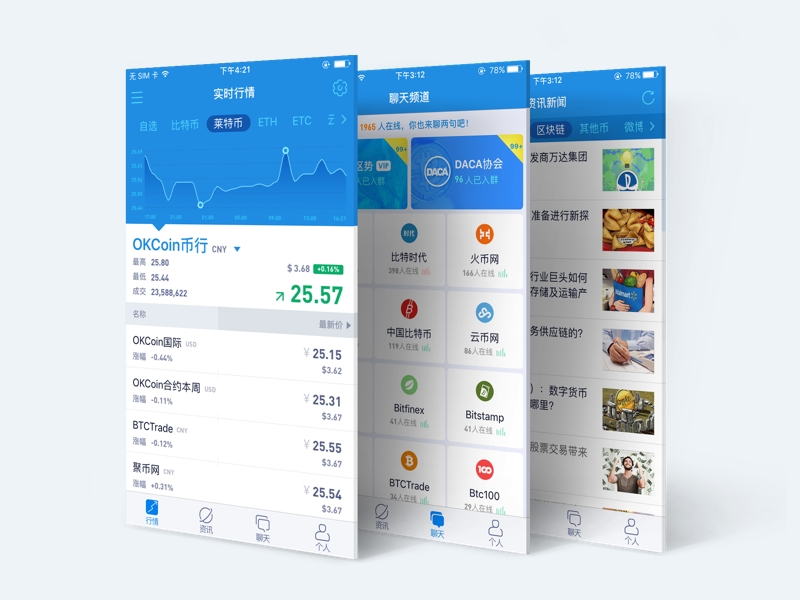 无 SIM 卡
下午4:21
实时行情
自选
比特币
莱特币
ETH
ETC
OKCoin币行 CNY
最高 25.80
最低 25.44
成交 23,588,622
$ 3.68 +0.16%
25.57
名称
最新价
OKCoin国际 USD
¥ 25.15
涨幅 -0.44%
$3.62
OKCoin合约本周 USD
¥ 25.31
涨幅 -0.11%
$3.67
BTCTrade CNY
¥ 25.55
涨幅 -0.12%
$3.67
聚币网 CNY
¥ 25.54
涨幅 +0.31%
$3.67
行情
资讯
聊天
个人
下午3:12
78%
聊天频道
1965 人在线，你也来聊两句吧！
区势 VIP
人已入群
99+
DACA
DACA协会
96 人已入群
99+
时代
比特时代
398人在线
火币网
166人在线
中国比特币
119人在线
云币网
86人在线
Bitfinex
41人在线
Bitstamp
41人在线
BTCTrade
34人在线
100
Btc100
29人在线
资讯
聊天
个人
下午3:12
78%
资讯新闻
区块链
其他币
微博
发商万达集团
准备进行新探
行业巨头如何
存储及运输产
Walmart
务供应链的?
）：数字货币
哪里?
股票交易带来
聊天
个人